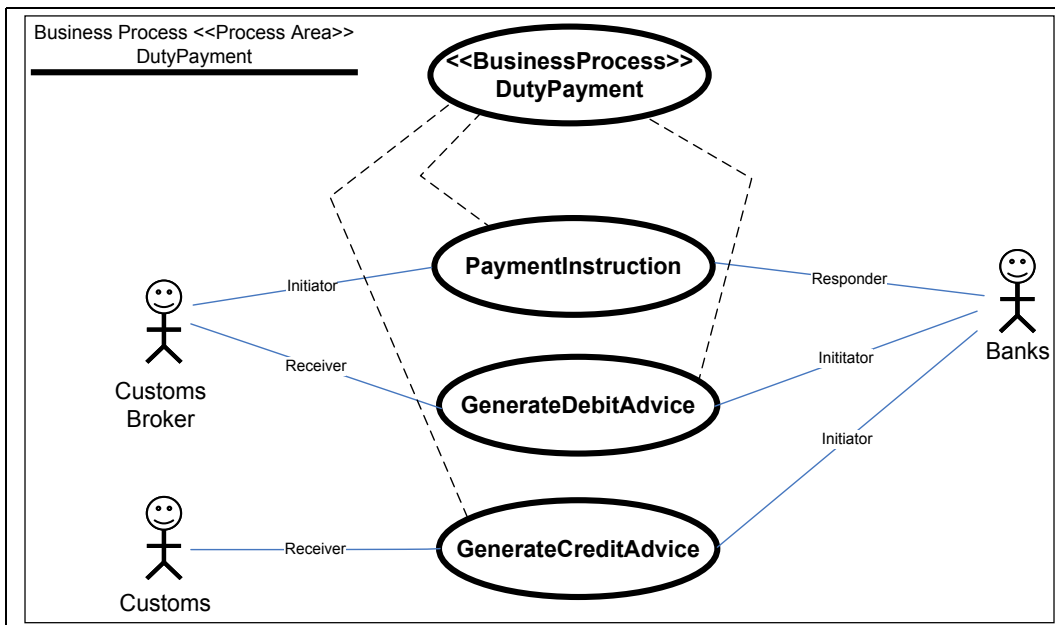 Business Process <<Process Area>>
DutyPayment
<<BusinessProcess>>
DutyPayment
PaymentInstruction
Initiator
Responder
Banks
Customs
Broker
Receiver
GenerateDebitAdvice
Inititator
Initiator
Receiver
GenerateCreditAdvice
Customs